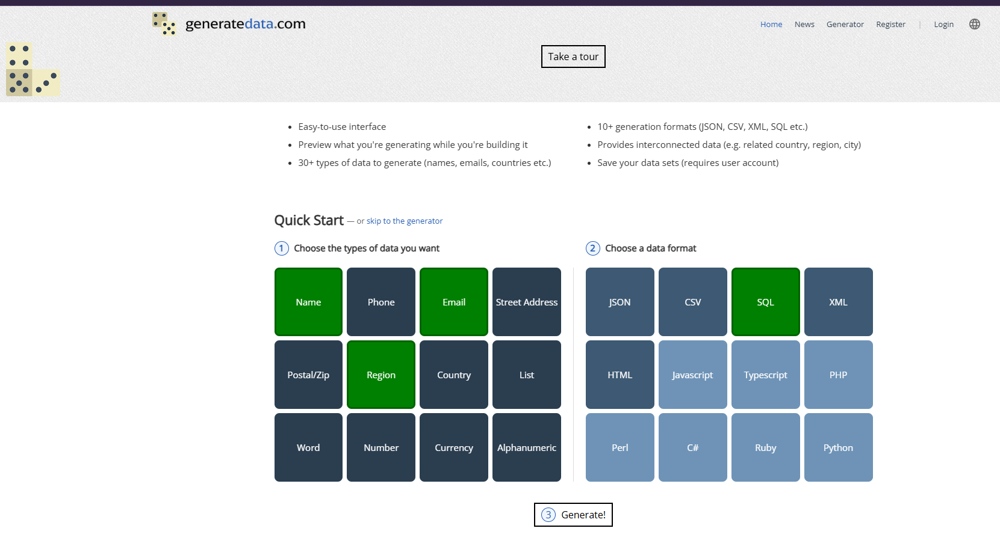 generatedata.com
Home News Generator Register | Login
Take a tour
• Easy-to-use interface
• Preview what you're generating while you're building it
• 30+ types of data to generate (names, emails, countries etc.)
• 10+ generation formats (JSON, CSV, XML, SQL etc.)
• Provides interconnected data (e.g. related country, region, city)
• Save your data sets (requires user account)
Quick Start — or skip to the generator
1 Choose the types of data you want
Name Phone Email Street Address
Postal/Zip Region Country List
Word Number Currency Alphanumeric
2 Choose a data format
JSON CSV SQL XML
HTML Javascript Typescript PHP
Perl C# Ruby Python
3 Generate!